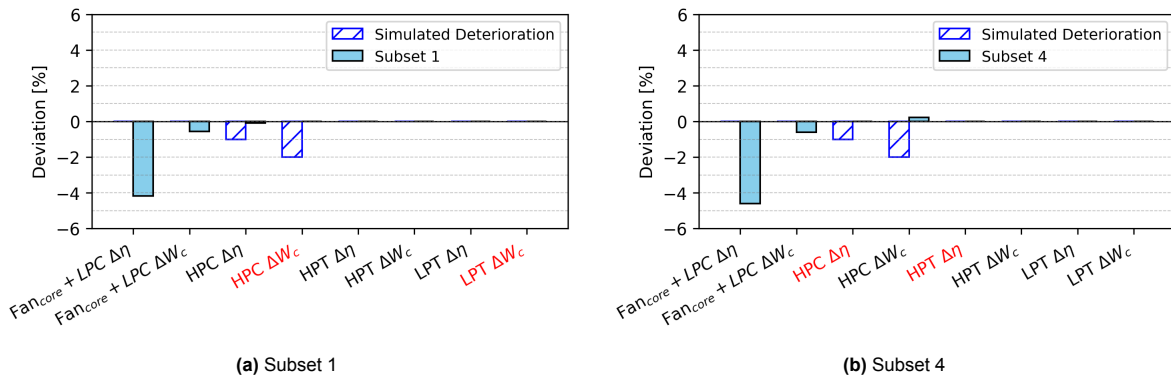 6
4
2
0
−2
−4
−6
Deviation [%]
Simulated Deterioration
Subset 1
Fan_core + LPC Δη
Fan_core + LPC ΔW_c
HPC Δη
HPC ΔW_c
HPT Δη
HPT ΔW_c
LPT Δη
LPT ΔW_c
(a) Subset 1
6
4
2
0
−2
−4
−6
Deviation [%]
Simulated Deterioration
Subset 4
Fan_core + LPC Δη
Fan_core + LPC ΔW_c
HPC Δη
HPC ΔW_c
HPT Δη
HPT ΔW_c
LPT Δη
LPT ΔW_c
(b) Subset 4